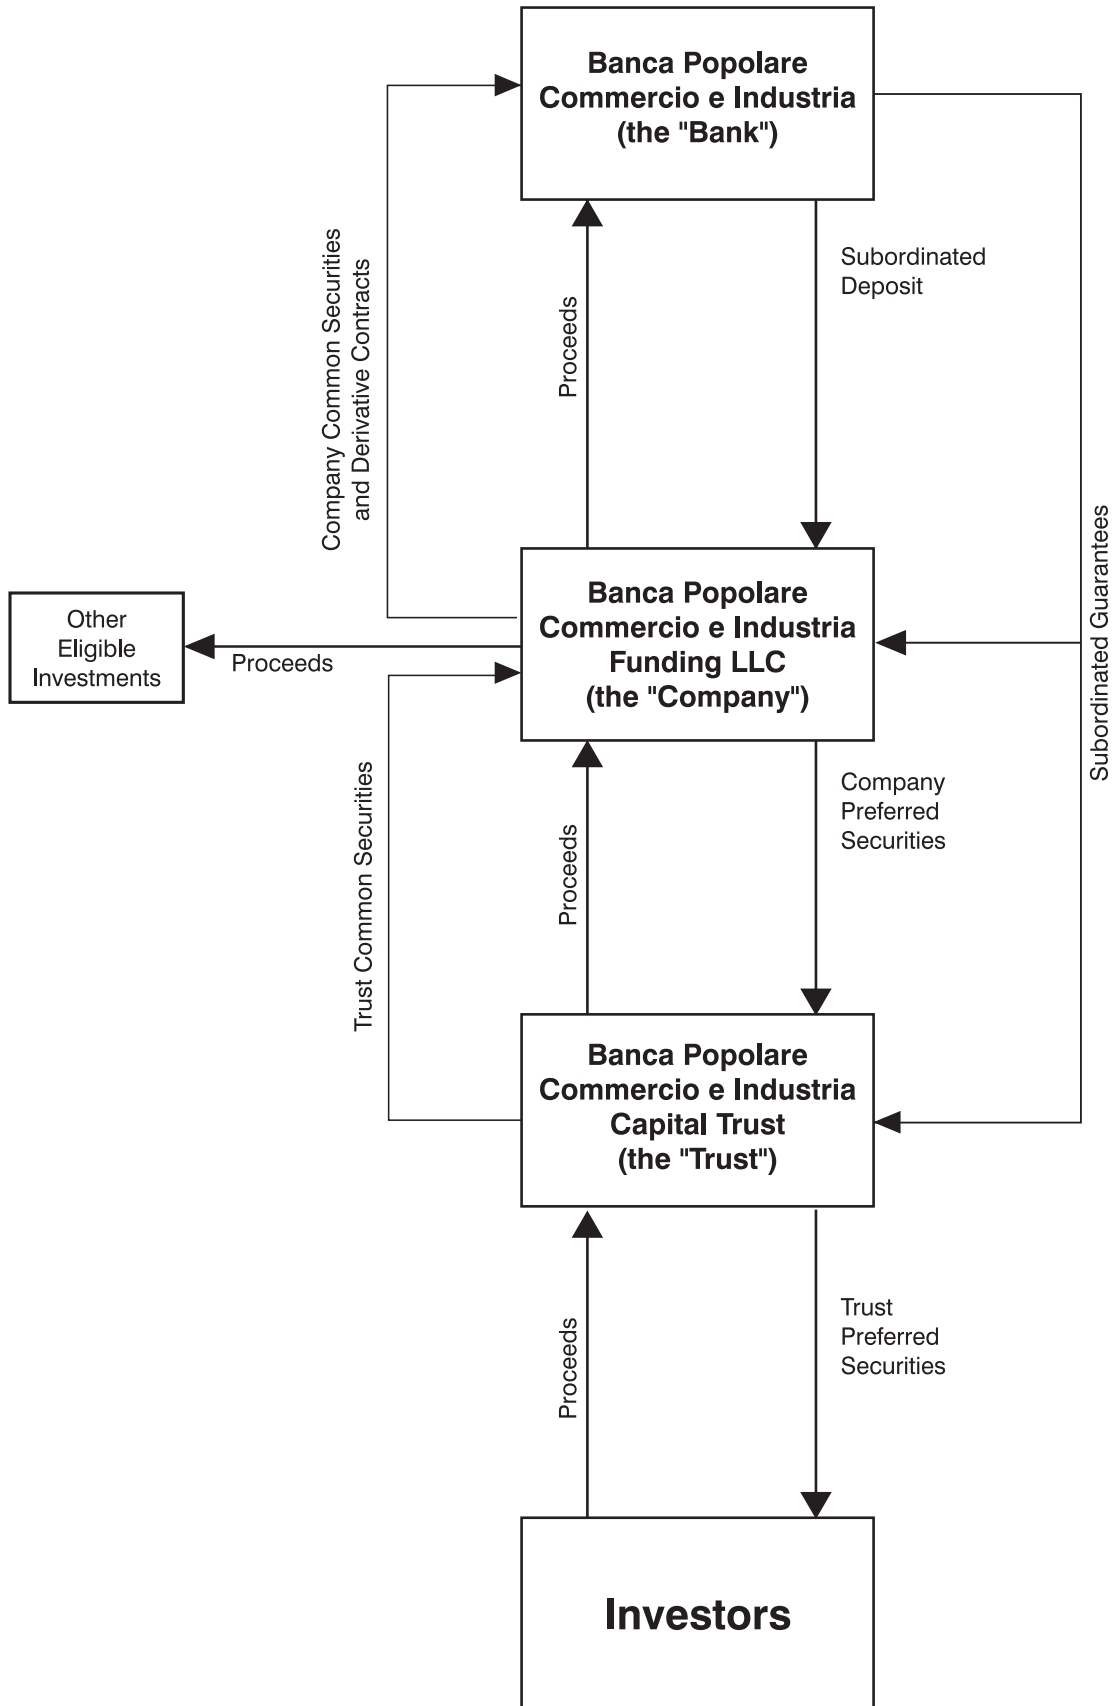 Banca Popolare
Commercio e Industria
(the "Bank")
Company Common Securities
and Derivative Contracts
Proceeds
Subordinated
Deposit
Subordinated Guarantees
Other
Eligible
Investments
Proceeds
Banca Popolare
Commercio e Industria
Funding LLC
(the "Company")
Trust Common Securities
Proceeds
Company
Preferred
Securities
Banca Popolare
Commercio e Industria
Capital Trust
(the "Trust")
Proceeds
Trust
Preferred
Securities
Investors